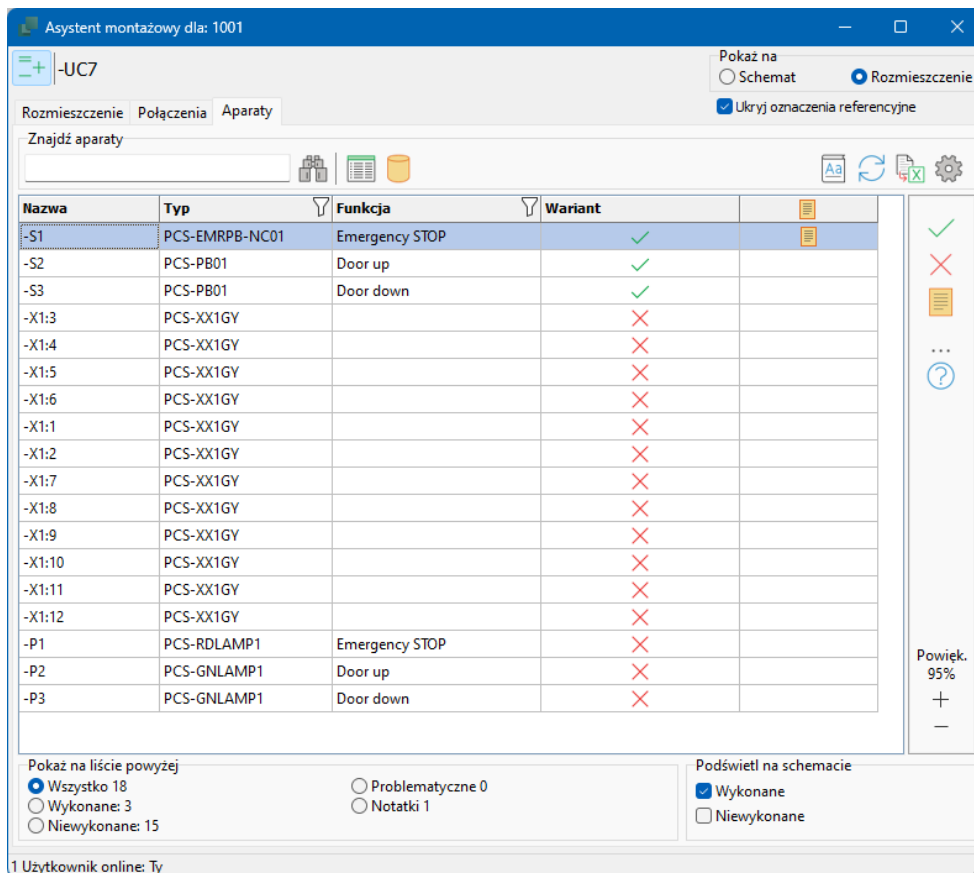 Asystent montażowy dla: 1001
-UC7
Pokaż na
Schemat Rozmieszczenie
Rozmieszczenie Połączenia Aparaty
Ukryj oznaczenia referencyjne
Znajdź aparaty
Aa X
Nazwa Typ Funkcja Wariant
-S1 PCS-EMRPB-NC01 Emergency STOP
-S2 PCS-PB01 Door up
-S3 PCS-PB01 Door down
-X1:3 PCS-XX1GY
-X1:4 PCS-XX1GY
-X1:5 PCS-XX1GY
-X1:6 PCS-XX1GY
-X1:1 PCS-XX1GY
-X1:2 PCS-XX1GY
-X1:7 PCS-XX1GY
-X1:8 PCS-XX1GY
-X1:9 PCS-XX1GY
-X1:10 PCS-XX1GY
-X1:11 PCS-XX1GY
-X1:12 PCS-XX1GY
-P1 PCS-RDLAMP1 Emergency STOP
-P2 PCS-GNLAMP1 Door up
-P3 PCS-GNLAMP1 Door down
...
?
Powięk.
95%
+
−
Pokaż na liście powyżej
Wszystko 18 Problematyczne 0
Wykonane: 3 Notatki 1
Niewykonane: 15
Podświetl na schemacie
Wykonane
Niewykonane
1 Użytkownik online: Ty